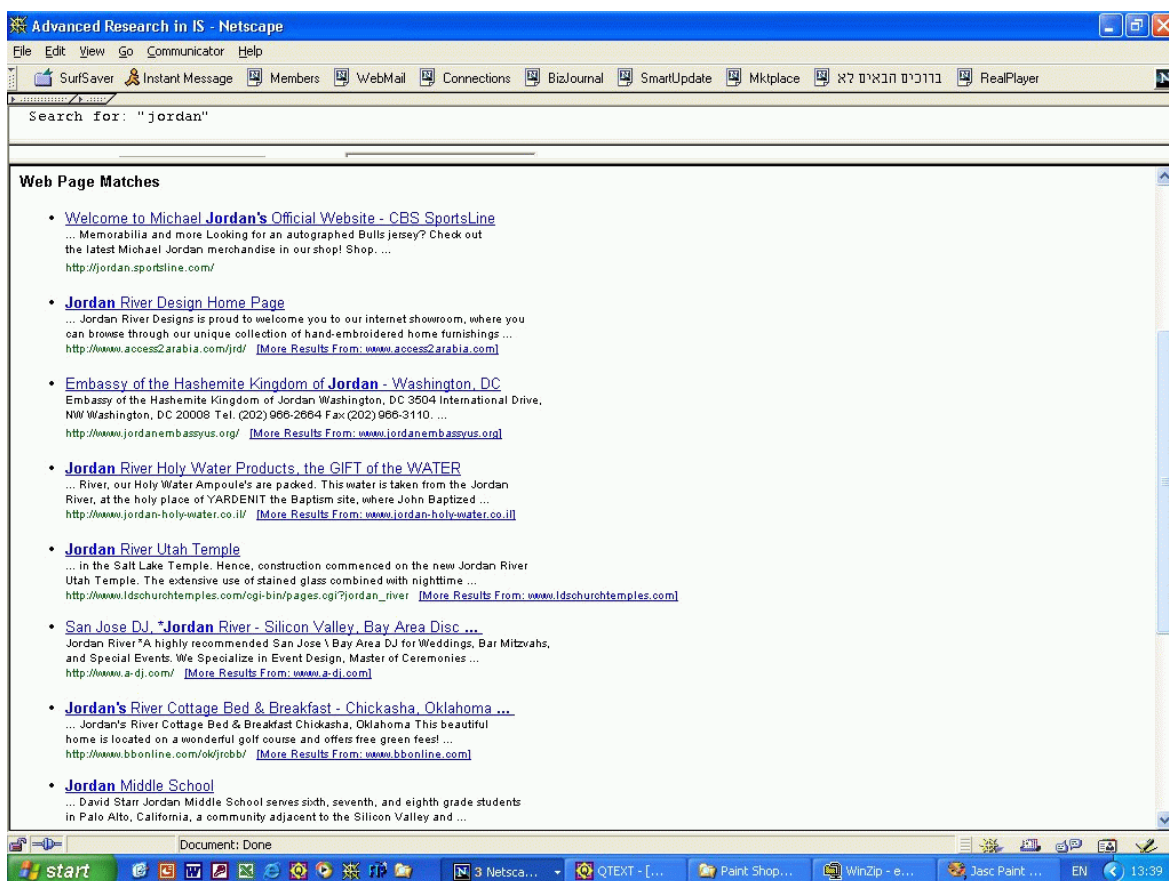 Advanced Research in IS - Netscape
File Edit View Go Communicator Help
SurfSaver Instant Message Members WebMail Connections BizJournal SmartUpdate Mktplace ברוכים הבאים לא RealPlayer
Search for: "jordan"
Web Page Matches
• Welcome to Michael Jordan's Official Website - CBS SportsLine
... Memorabilia and more Looking for an autographed Bulls jersey? Check out
the latest Michael Jordan merchandise in our shop! Shop. ...
http://jordan.sportsline.com/
• Jordan River Design Home Page
... Jordan River Designs is proud to welcome you to our internet showroom, where you
can browse through our unique collection of hand-embroidered home furnishings ...
http://www.access2arabia.com/jrd/ [More Results From: www.access2arabia.com]
• Embassy of the Hashemite Kingdom of Jordan - Washington, DC
Embassy of the Hashemite Kingdom of Jordan Washington, DC 3504 International Drive,
NW Washington, DC 20008 Tel. (202) 966-2664 Fax (202) 966-3110. ...
http://www.jordanembassyus.org/ [More Results From: www.jordanembassyus.org]
• Jordan River Holy Water Products, the GIFT of the WATER
... River, our Holy Water Ampoule's are packed. This water is taken from the Jordan
River, at the holy place of YARDENIT the Baptism site, where John Baptized ...
http://www.jordan-holy-water.co.il/ [More Results From: www.jordan-holy-water.co.il]
• Jordan River Utah Temple
... in the Salt Lake Temple. Hence, construction commenced on the new Jordan River
Utah Temple. The extensive use of stained glass combined with nighttime ...
http://www.ldschurchtemples.com/cgi-bin/pages.cgi?jordan_river [More Results From: www.ldschurchtemples.com]
• San Jose DJ, *Jordan River - Silicon Valley, Bay Area Disc ...
Jordan River *A highly recommended San Jose \ Bay Area DJ for Weddings, Bar Mitzvahs,
and Special Events. We Specialize in Event Design, Master of Ceremonies ...
http://www.a-dj.com/ [More Results From: www.a-dj.com]
• Jordan's River Cottage Bed & Breakfast - Chickasha, Oklahoma ...
... Jordan's River Cottage Bed & Breakfast Chickasha, Oklahoma This beautiful
home is located on a wonderful golf course and offers free green fees! ...
http://www.bbonline.com/ok/jrcbb/ [More Results From: www.bbonline.com]
• Jordan Middle School
... David Starr Jordan Middle School serves sixth, seventh, and eighth grade students
in Palo Alto, California, a community adjacent to the Silicon Valley and ...
Document: Done
start 3 Netsca... QTEXT - [... Paint Shop... WinZip - e... Jasc Paint ... EN 13:39